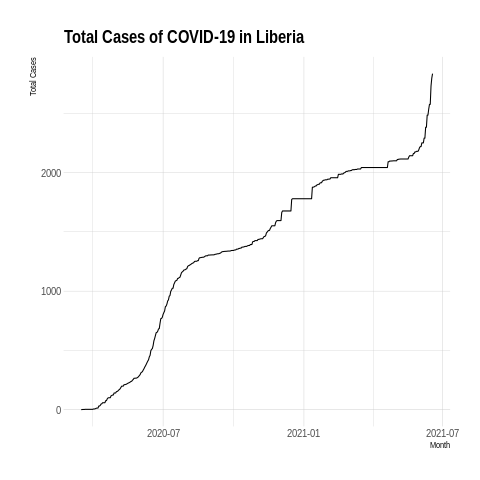 Total Cases of COVID-19 in Liberia
Total Cases
2000
1000
0
2020-07
2021-01
2021-07
Month